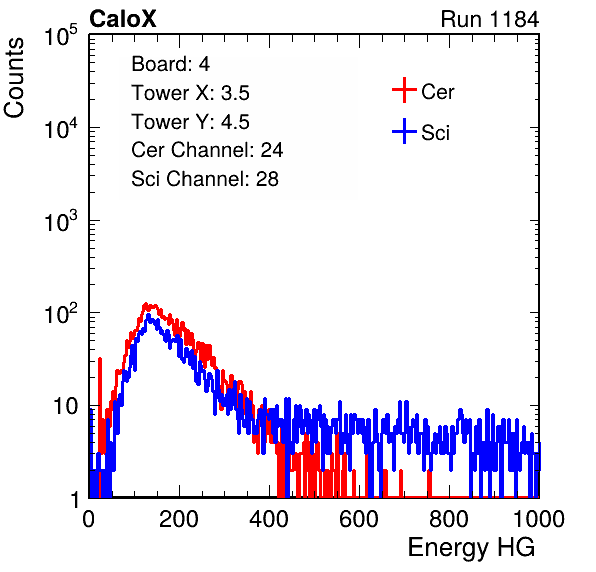 CaloX Run 1184
Board: 4
Tower X: 3.5
Tower Y: 4.5
Cer Channel: 24
Sci Channel: 28
Cer
Sci
Counts
10^5
10^4
10^3
10^2
10
1
0 200 400 600 800 1000
Energy HG